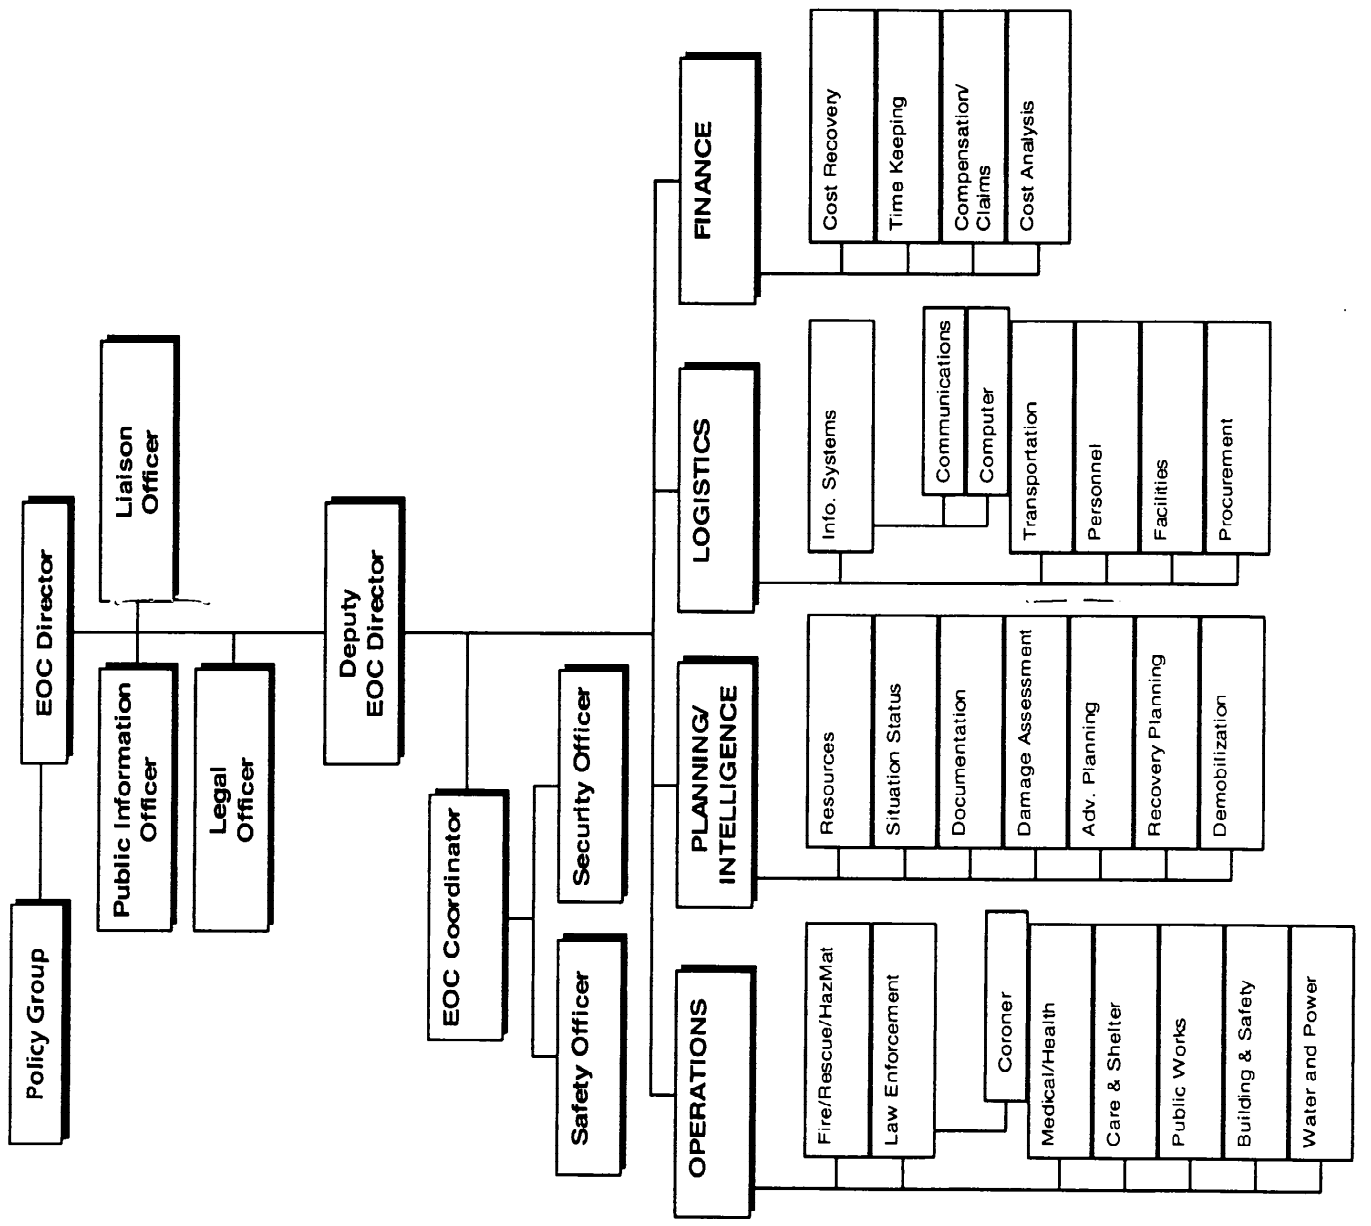 Policy Group
EOC Director
Public Information
Officer
Liaison
Officer
Legal
Officer
Deputy
EOC Director
EOC Coordinator
Safety Officer
Security Officer
OPERATIONS
Fire/Rescue/HazMat
Law Enforcement
Coroner
Medical/Health
Care & Shelter
Public Works
Building & Safety
Water and Power
PLANNING/
INTELLIGENCE
Resources
Situation Status
Documentation
Damage Assessment
Adv. Planning
Recovery Planning
Demobilization
LOGISTICS
Info. Systems
Communications
Computer
Transportation
Personnel
Facilities
Procurement
FINANCE
Cost Recovery
Time Keeping
Compensation/
Claims
Cost Analysis